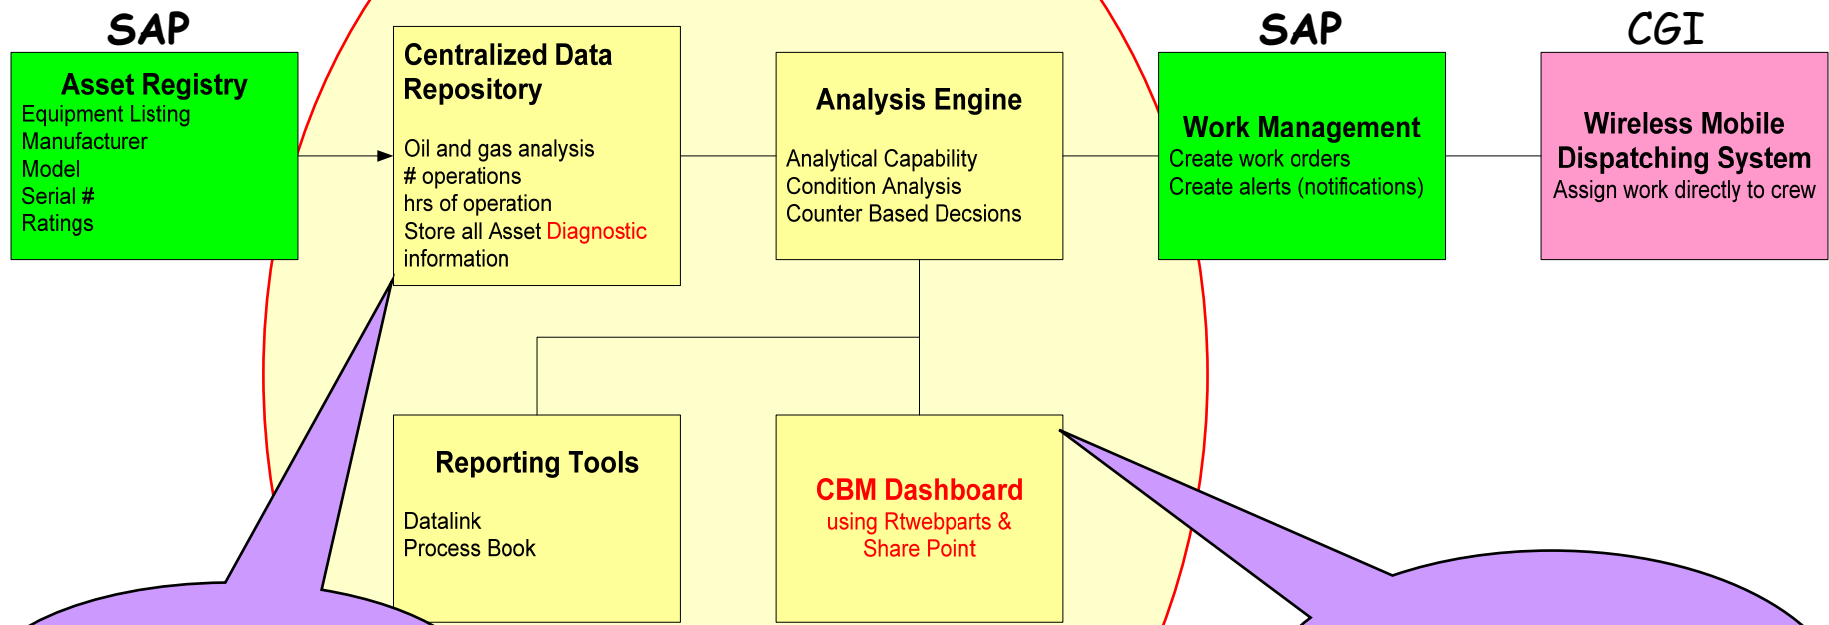 SAP
Asset Registry
Equipment Listing
Manufacturer
Model
Serial #
Ratings
Centralized Data
Repository
Oil and gas analysis
# operations
hrs of operation
Store all Asset Diagnostic
information
Analysis Engine
Analytical Capability
Condition Analysis
Counter Based Decsions
SAP
Work Management
Create work orders
Create alerts (notifications)
CGI
Wireless Mobile
Dispatching System
Assign work directly to crew
Reporting Tools
Datalink
Process Book
CBM Dashboard
using Rtwebparts &
Share Point